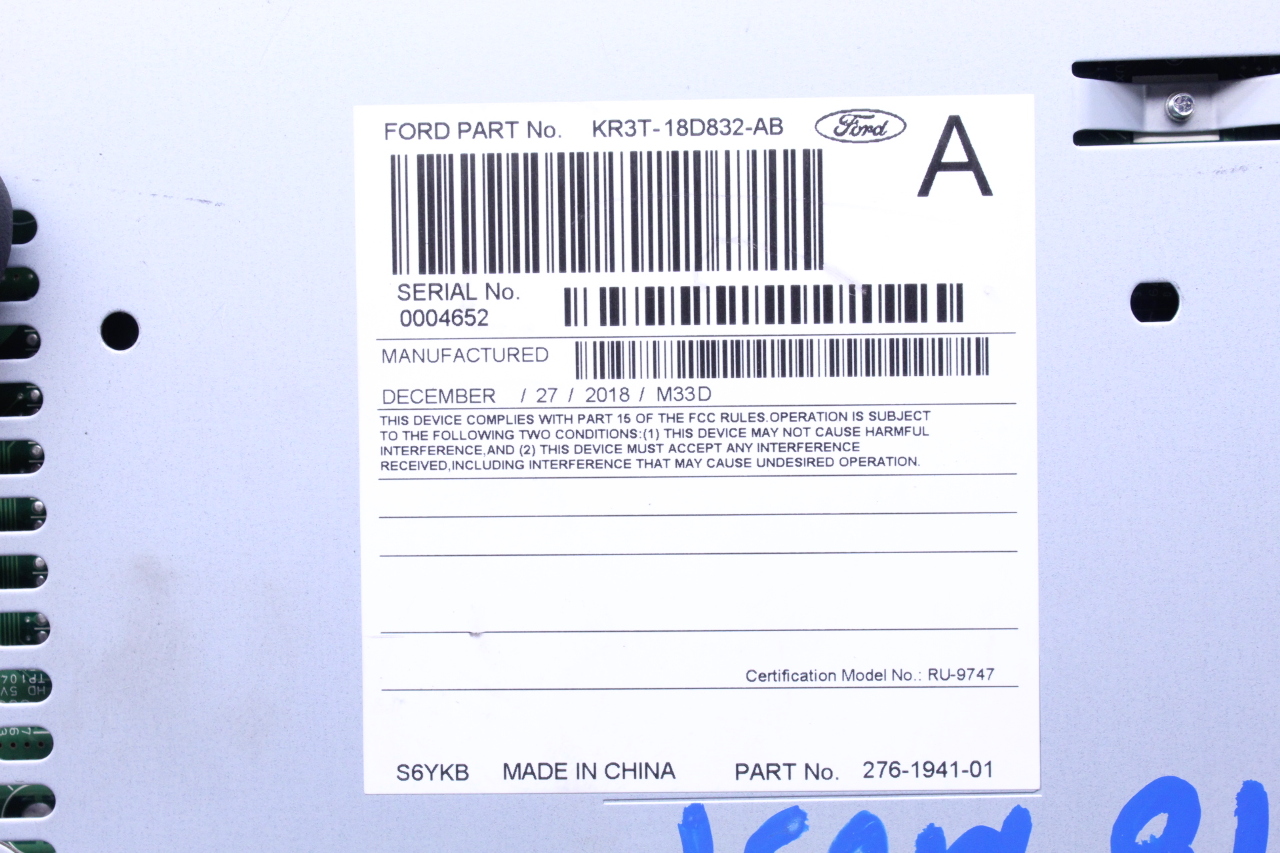 FORD PART No. KR3T-18D832-AB Ford A
SERIAL No.
0004652
MANUFACTURED
DECEMBER / 27 / 2018 / M33D
THIS DEVICE COMPLIES WITH PART 15 OF THE FCC RULES.OPERATION IS SUBJECT
TO THE FOLLOWING TWO CONDITIONS:(1) THIS DEVICE MAY NOT CAUSE HARMFUL
INTERFERENCE,AND (2) THIS DEVICE MUST ACCEPT ANY INTERFERENCE
RECEIVED,INCLUDING INTERFERENCE THAT MAY CAUSE UNDESIRED OPERATION.
Certification Model No.: RU-9747
S6YKB MADE IN CHINA PART No. 276-1941-01